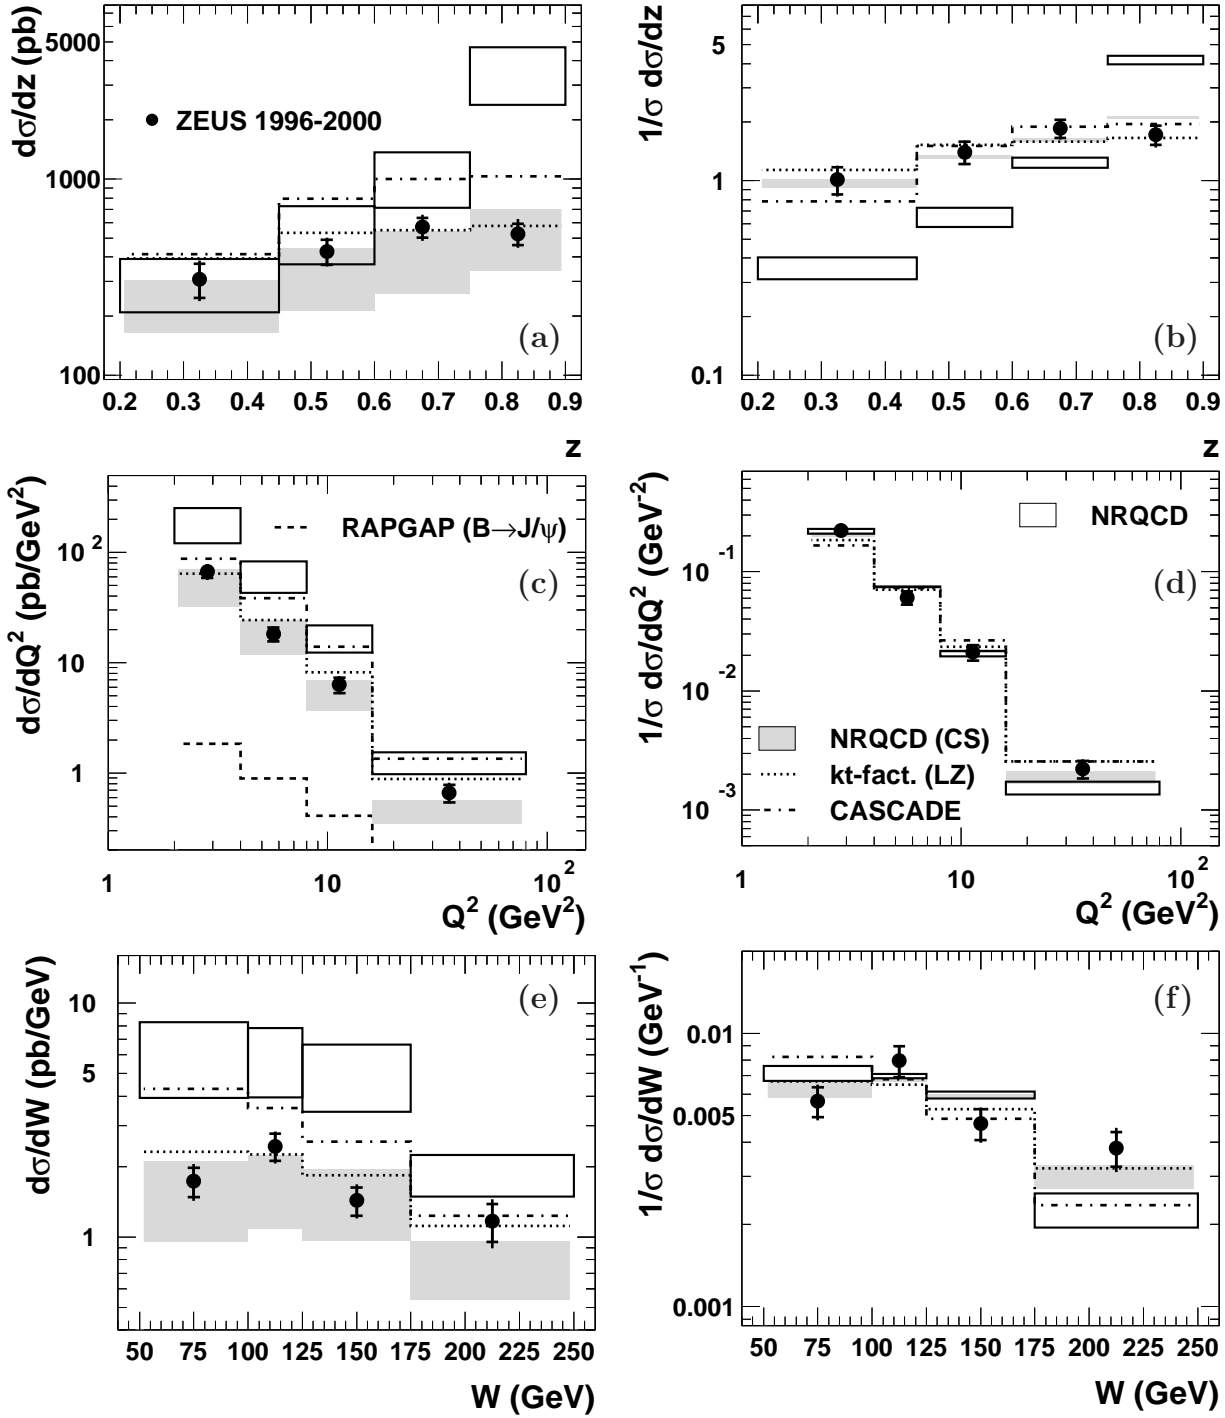 dσ/dz (pb)
5000
1000
100
ZEUS 1996-2000
(a)
0.2 0.3 0.4 0.5 0.6 0.7 0.8 0.9
z
1/σ dσ/dz
5
1
0.1
(b)
0.2 0.3 0.4 0.5 0.6 0.7 0.8 0.9
z
dσ/dQ² (pb/GeV²)
10²
10
1
RAPGAP (B→J/ψ)
(c)
1 10 10²
Q² (GeV²)
1/σ dσ/dQ² (GeV⁻²)
10⁻¹
10⁻²
10⁻³
NRQCD
(d)
NRQCD (CS)
kt-fact. (LZ)
CASCADE
1 10 10²
Q² (GeV²)
dσ/dW (pb/GeV)
10
5
1
(e)
50 75 100 125 150 175 200 225 250
W (GeV)
1/σ dσ/dW (GeV⁻¹)
0.01
0.005
0.001
(f)
50 75 100 125 150 175 200 225 250
W (GeV)